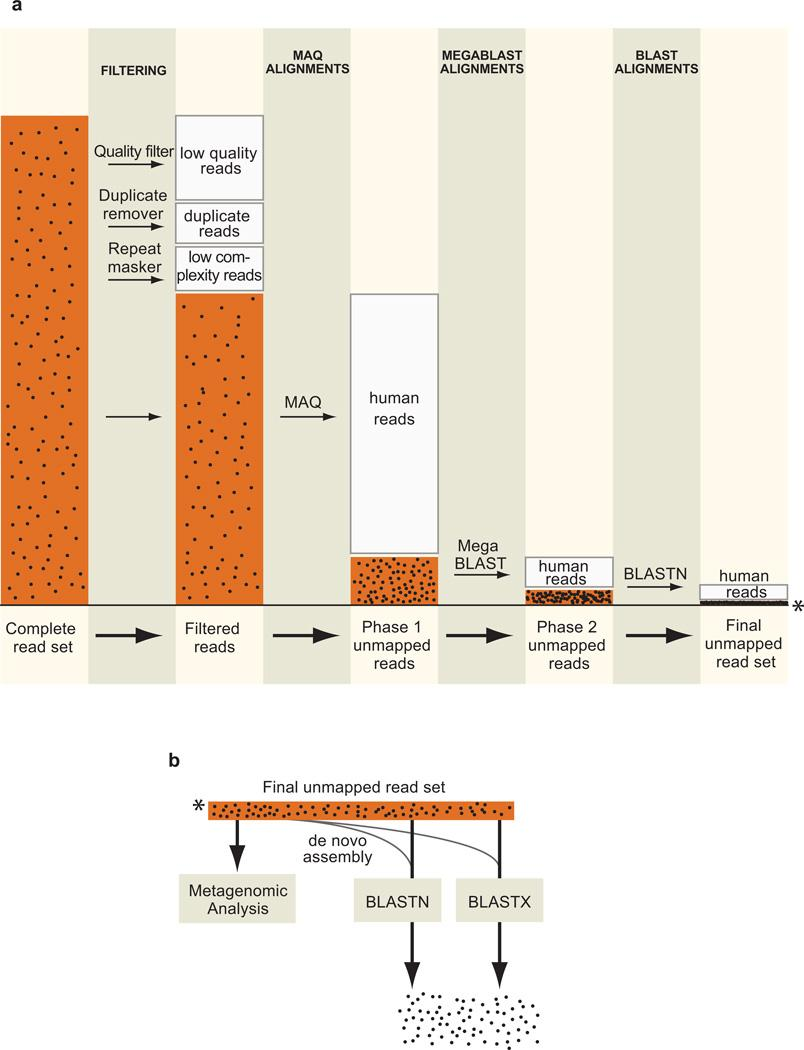 a
FILTERING
MAQ
ALIGNMENTS
MEGABLAST
ALIGNMENTS
BLAST
ALIGNMENTS
Quality filter
low quality
reads
Duplicate
remover
duplicate
reads
Repeat
masker
low com-
plexity reads
MAQ
human
reads
Mega
BLAST
human
reads
BLASTN
human
reads
*
Complete
read set
Filtered
reads
Phase 1
unmapped
reads
Phase 2
unmapped
reads
Final
unmapped
read set
b
Final unmapped read set
*
de novo
assembly
Metagenomic
Analysis
BLASTN
BLASTX